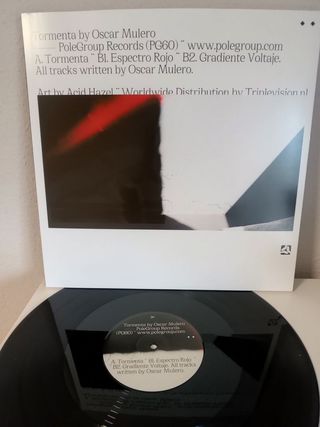 Tormenta by Oscar Mulero
PoleGroup Records (PG60) ~ www.polegroup.com
A. Tormenta ~ B1. Espectro Rojo ~ B2. Gradiente Voltaje.
All tracks written by Oscar Mulero.
Art by Acid Hazel ~ Worldwide Distribution by Triplevision.nl
Tormenta by Oscar Mulero
PoleGroup Records
(PG60) ~ www.polegroup.com
A. Tormenta ~ B1. Espectro Rojo ~
B2. Gradiente Voltaje. All tracks
written by Oscar Mulero.